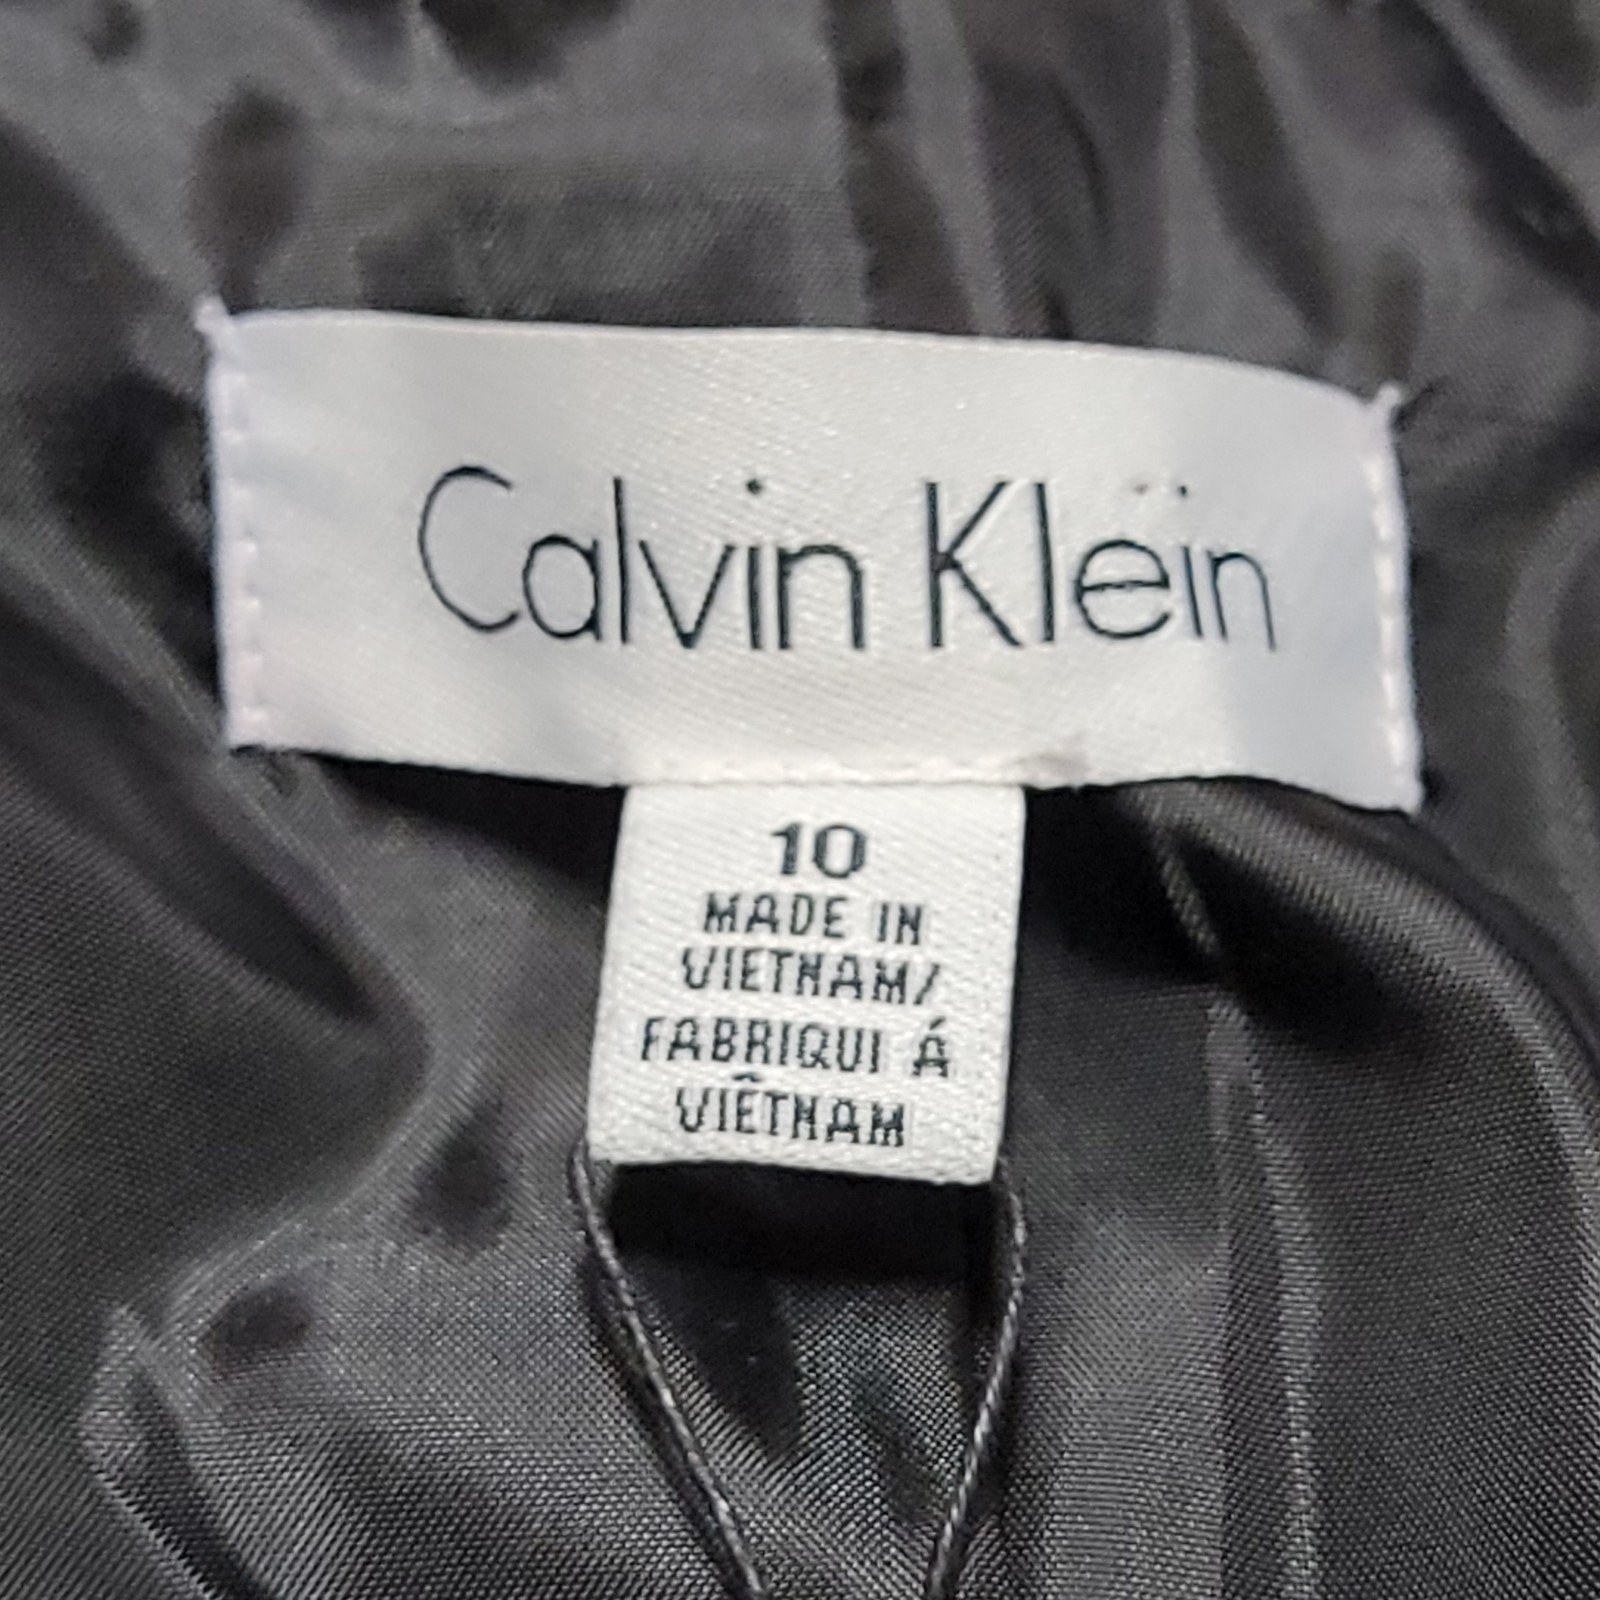 Calvin Klein
10
MADE IN
VIETNAM/
FABRIQUI Á
VIÊTNAM